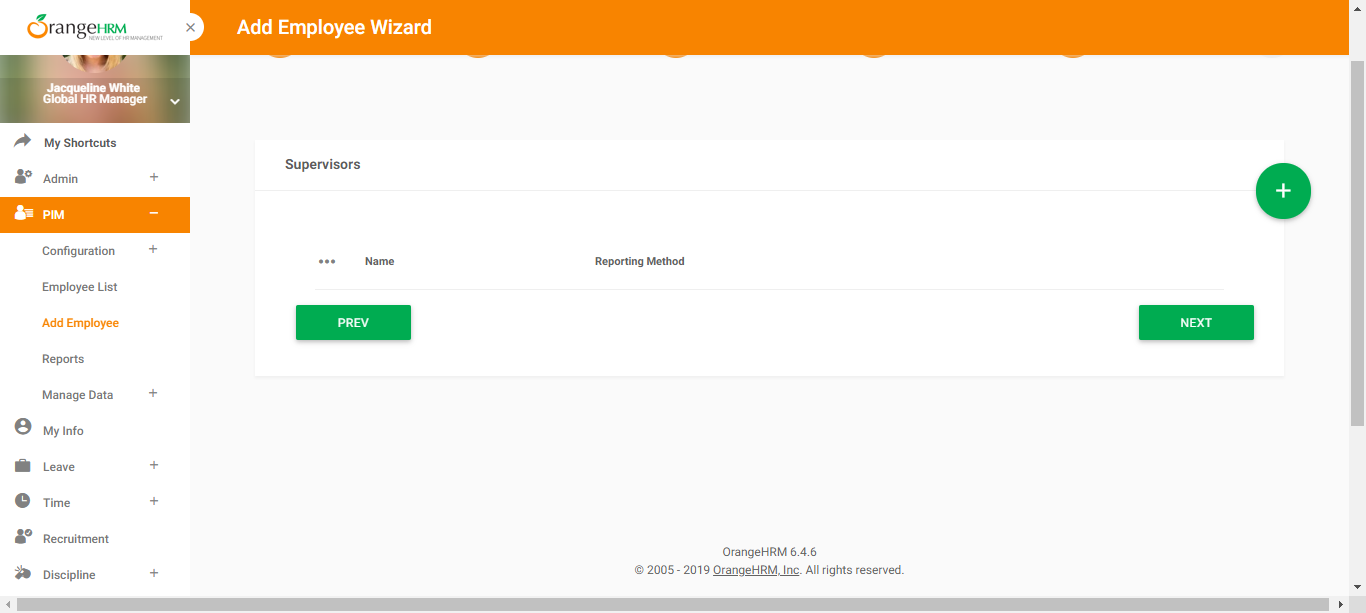 OrangeHRM
NEW LEVEL OF HR MANAGEMENT
Add Employee Wizard
Jacqueline White
Global HR Manager
My Shortcuts
Admin
PIM
Configuration
Employee List
Add Employee
Reports
Manage Data
My Info
Leave
Time
Recruitment
Discipline
Supervisors
Name Reporting Method
PREV NEXT
OrangeHRM 6.4.6
© 2005 - 2019 OrangeHRM, Inc. All rights reserved.